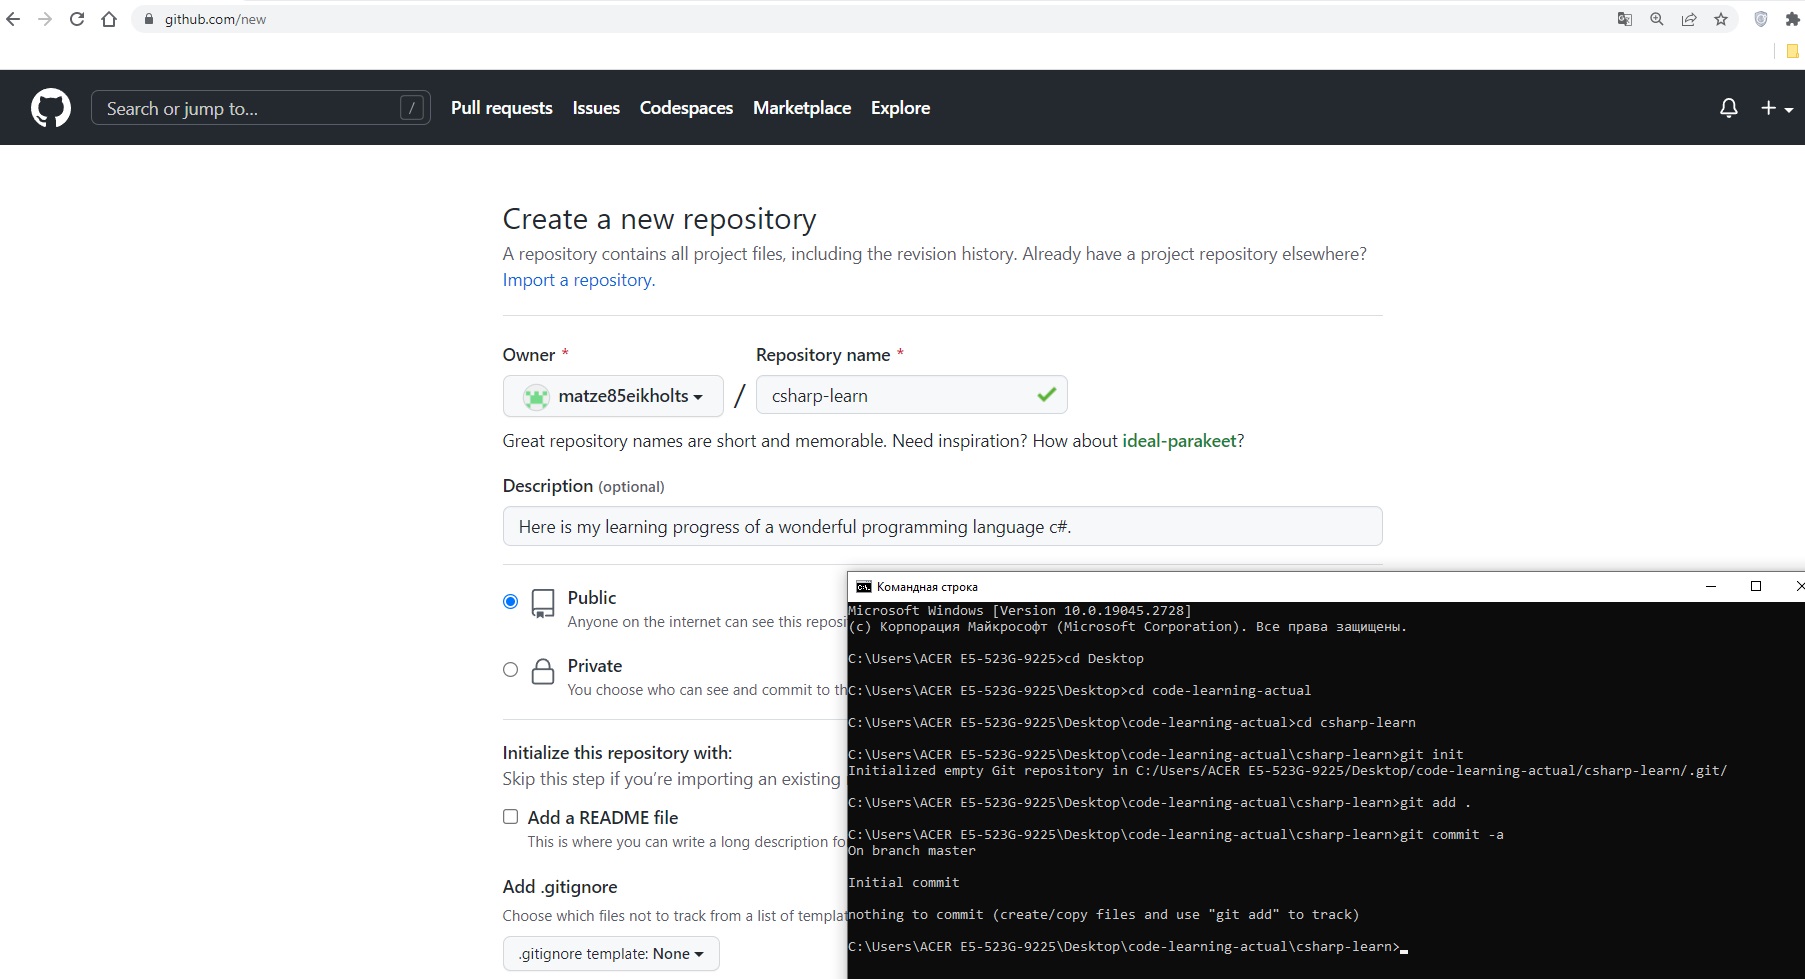 github.com/new
Search or jump to...
/
Pull requests
Issues
Codespaces
Marketplace
Explore
Create a new repository
A repository contains all project files, including the revision history. Already have a project repository elsewhere?
Import a repository.
Owner *
Repository name *
matze85eikholts
/
csharp-learn
Great repository names are short and memorable. Need inspiration? How about ideal-parakeet?
Description (optional)
Here is my learning progress of a wonderful programming language c#.
Public
Anyone on the internet can see this reposi
Private
You choose who can see and commit to th
Initialize this repository with:
Skip this step if you're importing an existing
Add a README file
This is where you can write a long description fo
Add .gitignore
Choose which files not to track from a list of templat
.gitignore template: None
C:\. Командная строка
Microsoft Windows [Version 10.0.19045.2728]
(c) Корпорация Майкрософт (Microsoft Corporation). Все права защищены.
C:\Users\ACER E5-523G-9225>cd Desktop
C:\Users\ACER E5-523G-9225\Desktop>cd code-learning-actual
C:\Users\ACER E5-523G-9225\Desktop\code-learning-actual>cd csharp-learn
C:\Users\ACER E5-523G-9225\Desktop\code-learning-actual\csharp-learn>git init
Initialized empty Git repository in C:/Users/ACER E5-523G-9225/Desktop/code-learning-actual/csharp-learn/.git/
C:\Users\ACER E5-523G-9225\Desktop\code-learning-actual\csharp-learn>git add .
C:\Users\ACER E5-523G-9225\Desktop\code-learning-actual\csharp-learn>git commit -a
On branch master
Initial commit
nothing to commit (create/copy files and use "git add" to track)
C:\Users\ACER E5-523G-9225\Desktop\code-learning-actual\csharp-learn>